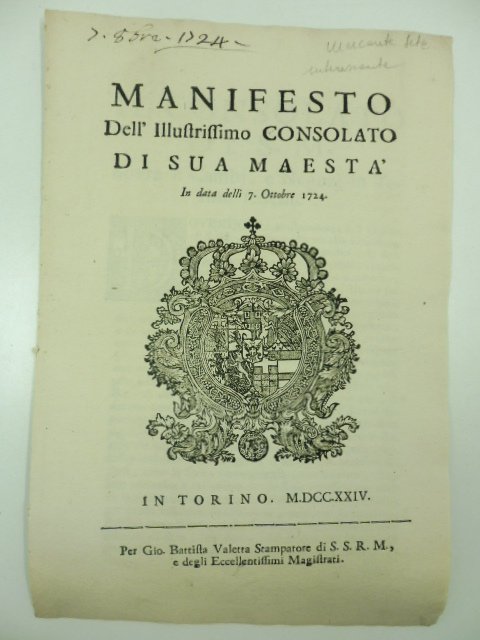 7. 8bre. 1724.
MANIFESTO
Dell' Illuſtriſſimo CONSOLATO
DI SUA MAESTA'
In data delli 7. Ottobre 1724.
IN TORINO. M.DCC.XXIV.
Per Gio. Battiſta Valetta Stampatore di S. S. R. M.,
e degli Eccellentiſſimi Magiſtrati.